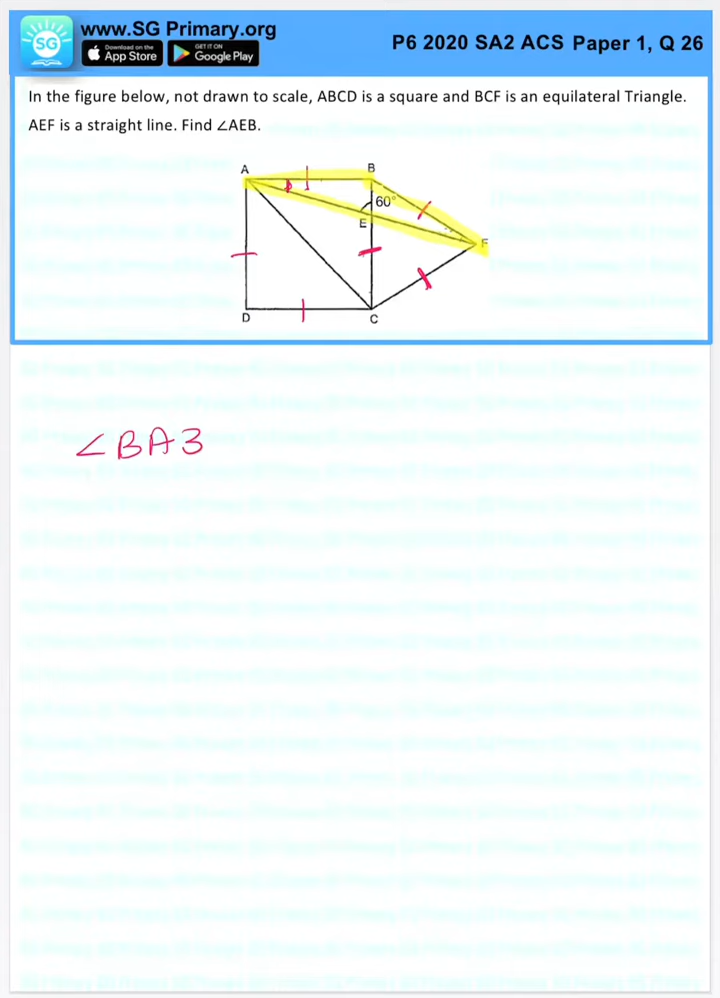 www.SG Primary.org
SG
Download on the
App Store
GET IT ON
Google Play
P6 2020 SA2 ACS Paper 1, Q 26
In the figure below, not drawn to scale, ABCD is a square and BCF is an equilateral Triangle.
AEF is a straight line. Find ∠AEB.
A
B
60°
E
F
D
C
∠BA3